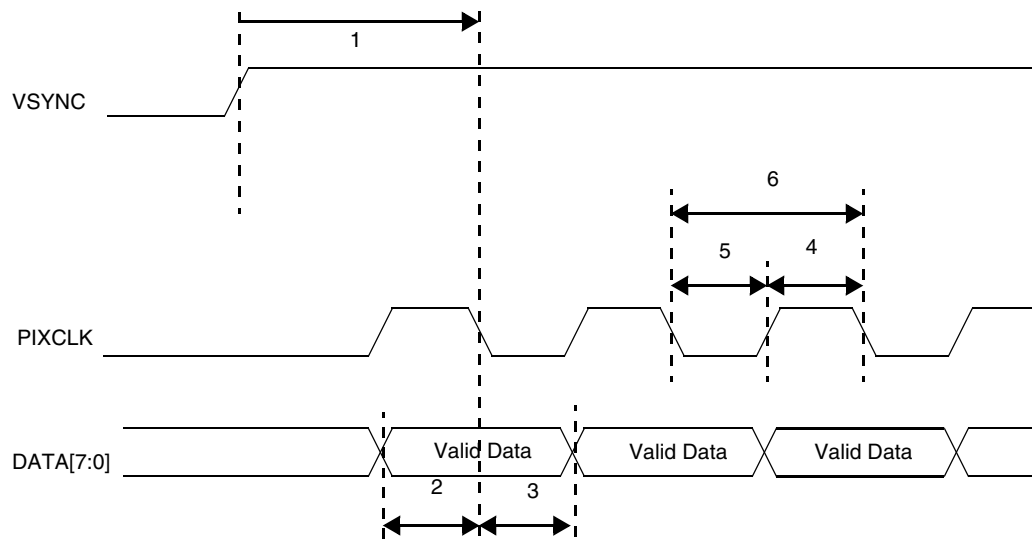 1
VSYNC
6
5 4
PIXCLK
DATA[7:0] Valid Data Valid Data Valid Data
2 3